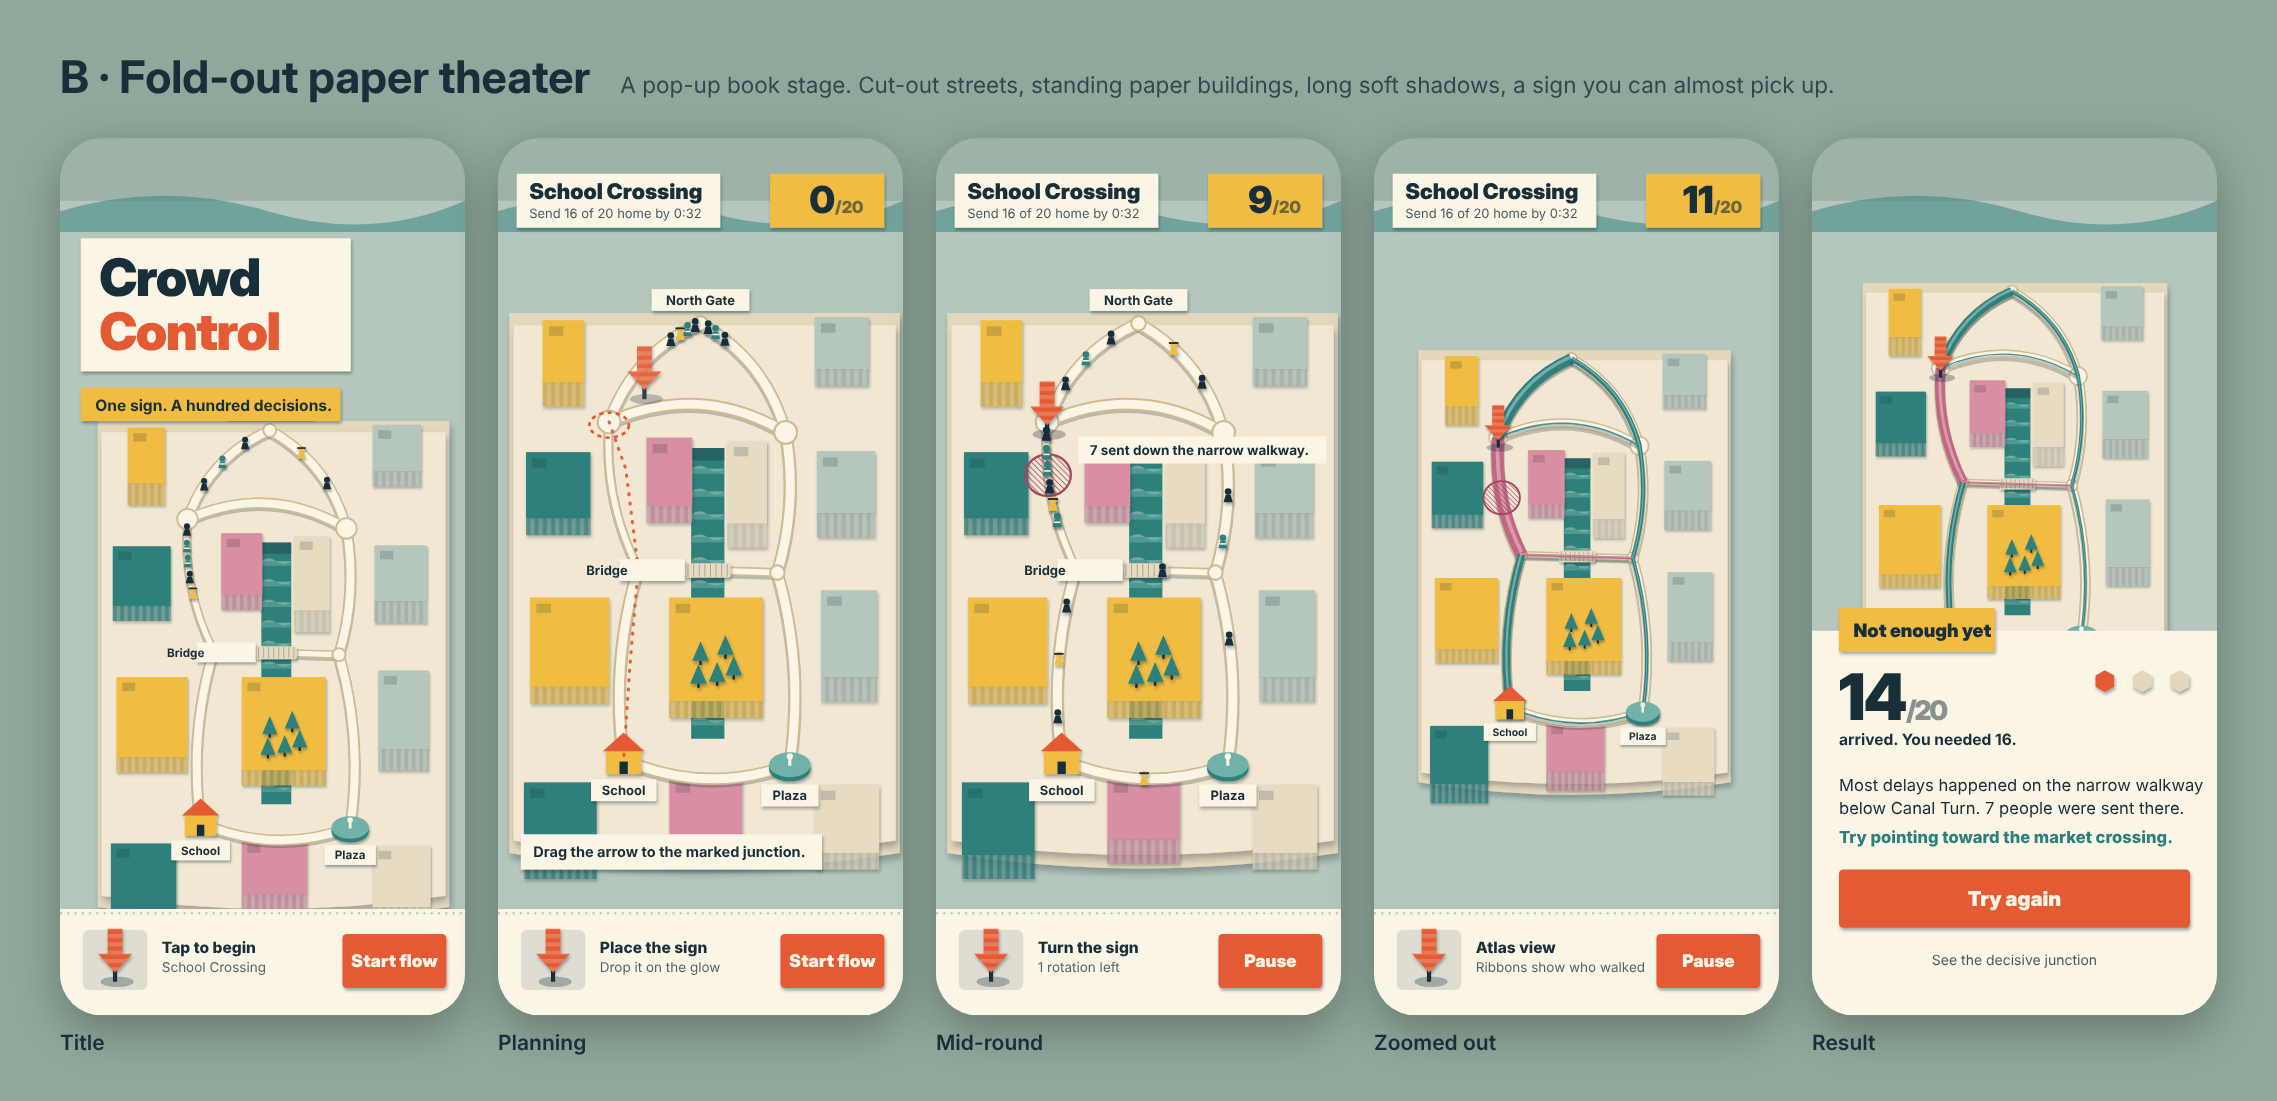 B · Fold-out paper theater
A pop-up book stage. Cut-out streets, standing paper buildings, long soft shadows, a sign you can almost pick up.
Crowd
Control
One sign. A hundred decisions.
Bridge
School
Plaza
Tap to begin
School Crossing
Start flow
Title
School Crossing
Send 16 of 20 home by 0:32
0/20
North Gate
Bridge
School
Plaza
Drag the arrow to the marked junction.
Place the sign
Drop it on the glow
Start flow
Planning
School Crossing
Send 16 of 20 home by 0:32
9/20
North Gate
7 sent down the narrow walkway.
Bridge
School
Plaza
Turn the sign
1 rotation left
Pause
Mid-round
School Crossing
Send 16 of 20 home by 0:32
11/20
School
Plaza
Atlas view
Ribbons show who walked
Pause
Zoomed out
Not enough yet
14/20
arrived. You needed 16.
Most delays happened on the narrow walkway
below Canal Turn. 7 people were sent there.
Try pointing toward the market crossing.
Try again
See the decisive junction
Result